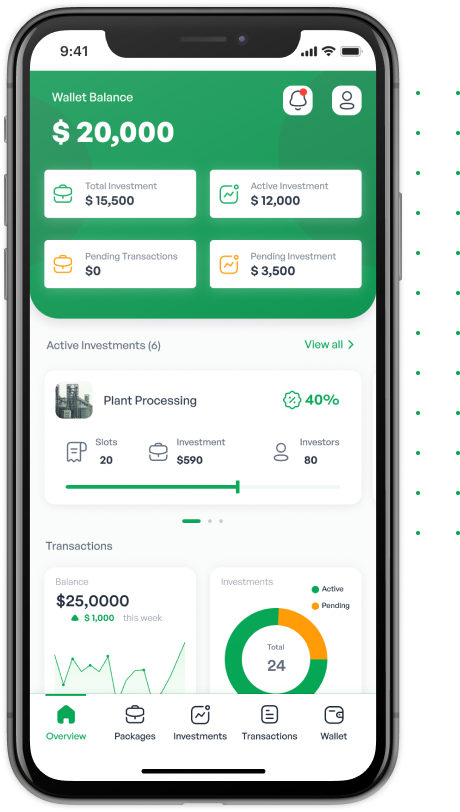 9:41
Wallet Balance
$ 20,000
Total Investment
$ 15,500
Active Investment
$ 12,000
Pending Transactions
$0
Pending Investment
$ 3,500
Active Investments (6)
View all
Plant Processing
40%
Slots
20
Investment
$590
Investors
80
Transactions
Balance
$25,0000
$ 1,000 this week
Investments
Active
Pending
Total
24
Overview
Packages
Investments
Transactions
Wallet